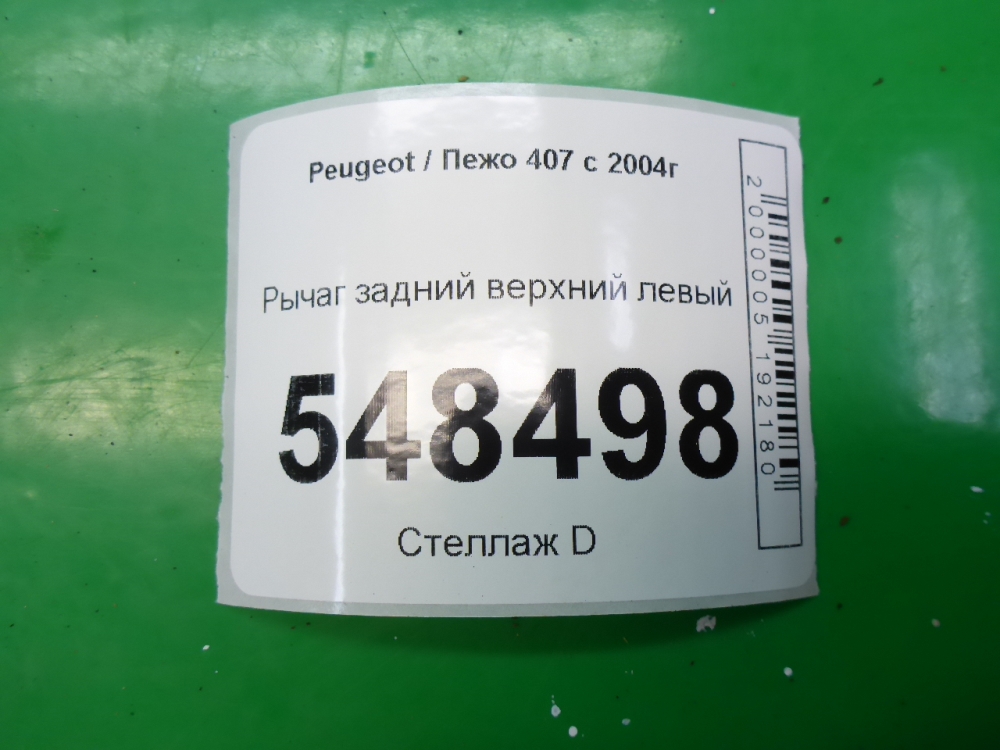 Peugeot / Пежо 407 с 2004г
Рычаг задний верхний левый
548498
Стеллаж D
2000005192180